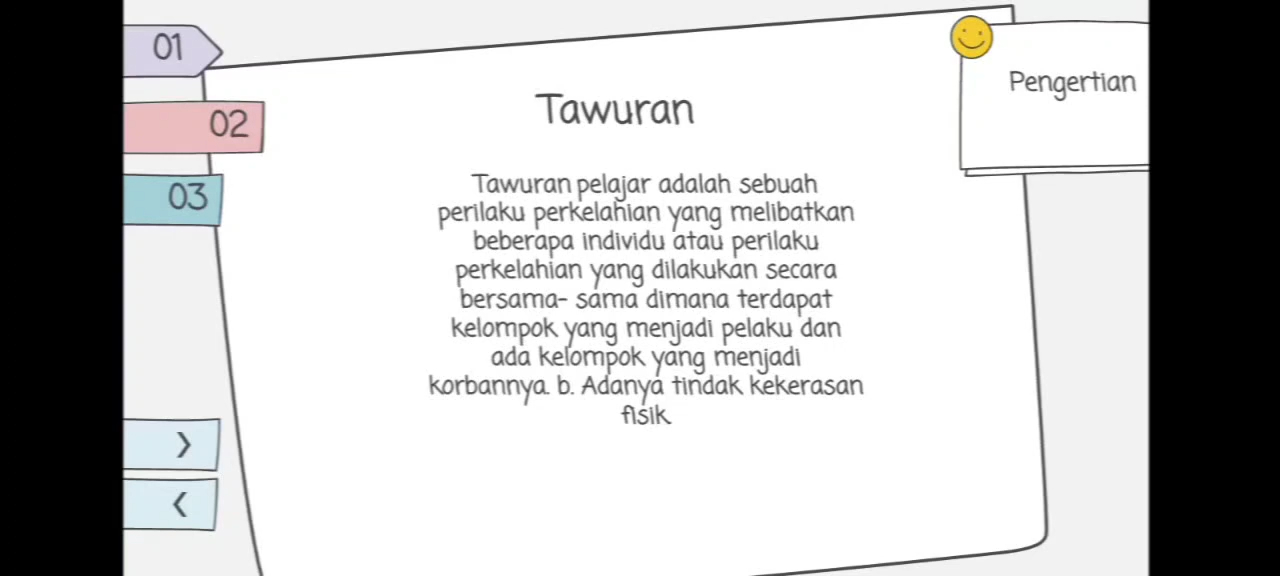 01
02
03
Tawuran
Pengertian
Tawuran pelajar adalah sebuah
perilaku perkelahian yang melibatkan
beberapa individu atau perilaku
perkelahian yang dilakukan secara
bersama- sama dimana terdapat
kelompok yang menjadi pelaku dan
ada kelompok yang menjadi
korbannya. b. Adanya tindak kekerasan
fisik